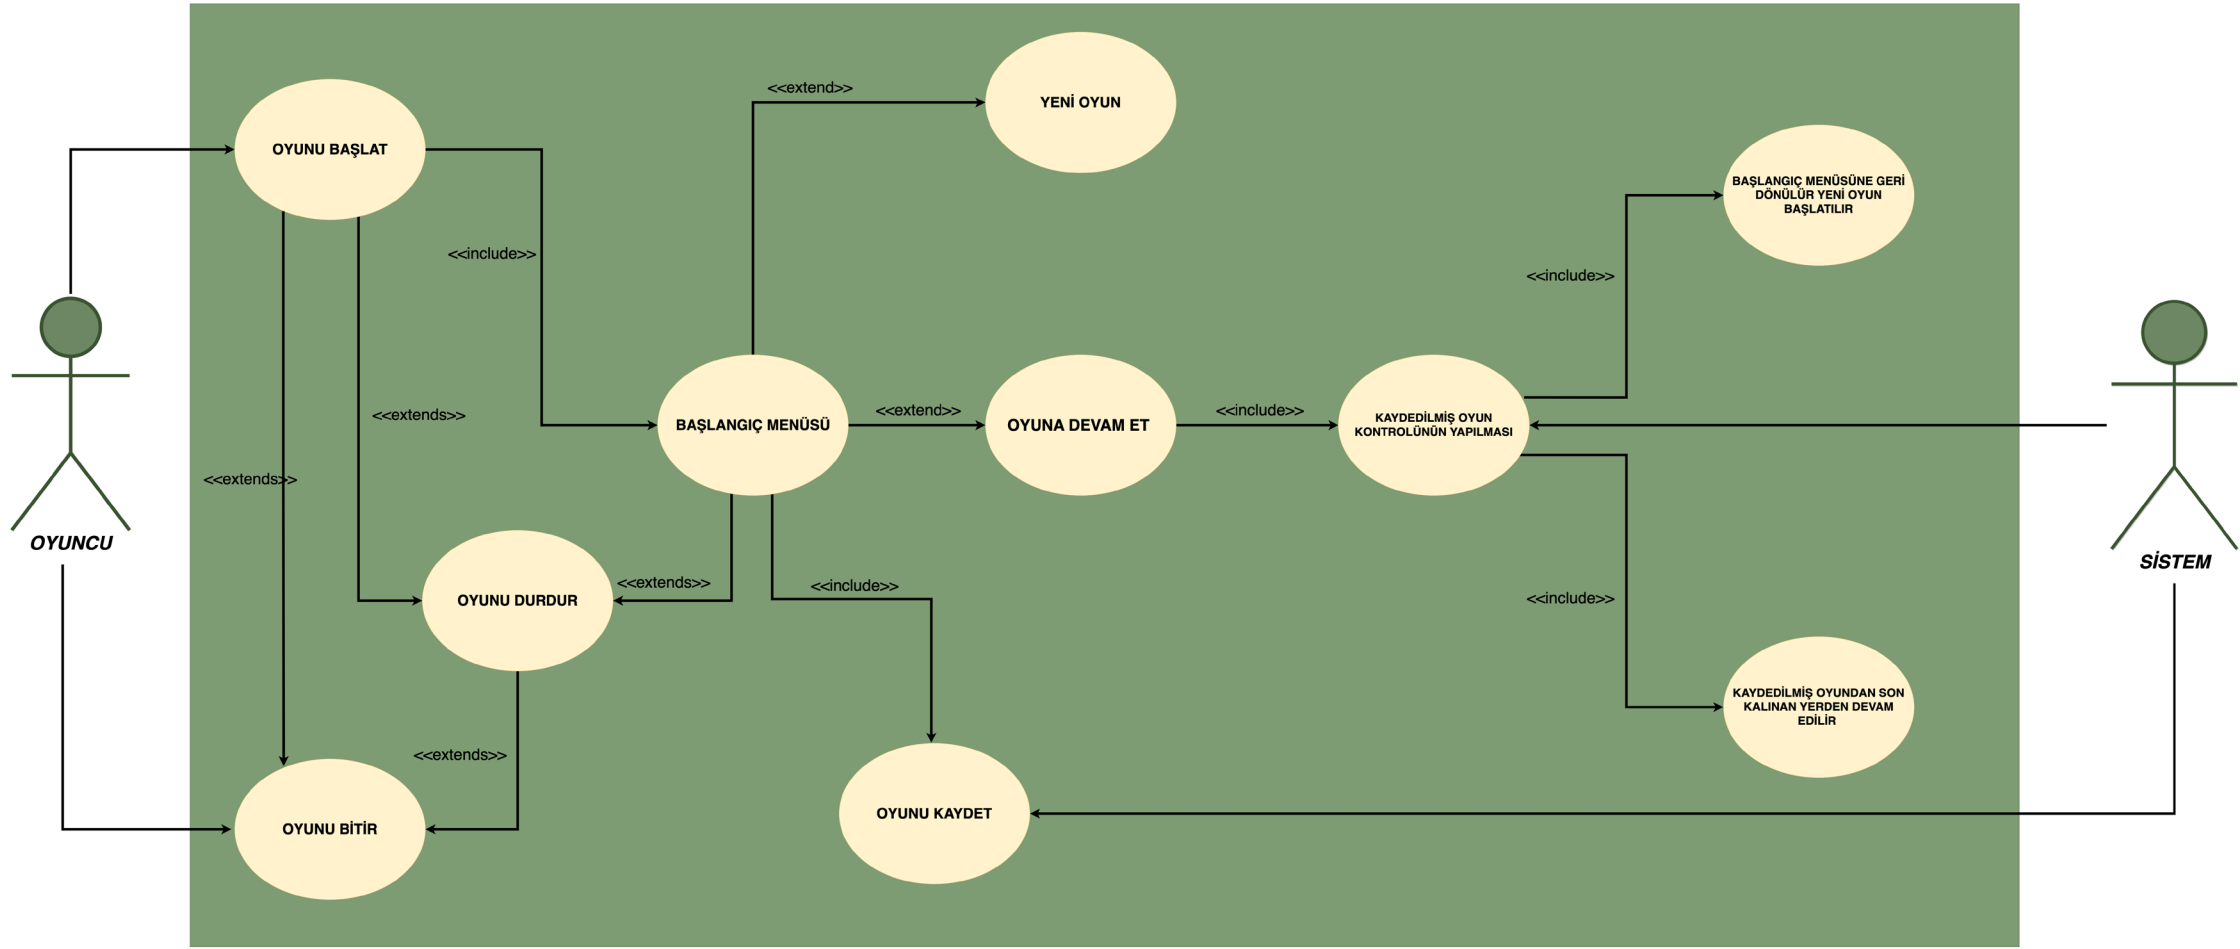 <<extend>>
YENİ OYUN
OYUNU BAŞLAT
BAŞLANGIÇ MENÜSÜNE GERİ
DÖNÜLÜR YENİ OYUN
BAŞLATILIR
<<include>>
<<include>>
<<extends>>
BAŞLANGIÇ MENÜSÜ
<<extend>>
OYUNA DEVAM ET
<<include>>
KAYDEDİLMİŞ OYUN
KONTROLÜNÜN YAPILMASI
<<extends>>
OYUNCU
SİSTEM
OYUNU DURDUR
<<extends>>
<<include>>
<<include>>
KAYDEDİLMİŞ OYUNDAN SON
KALINAN YERDEN DEVAM
EDİLİR
<<extends>>
OYUNU BİTİR
OYUNU KAYDET